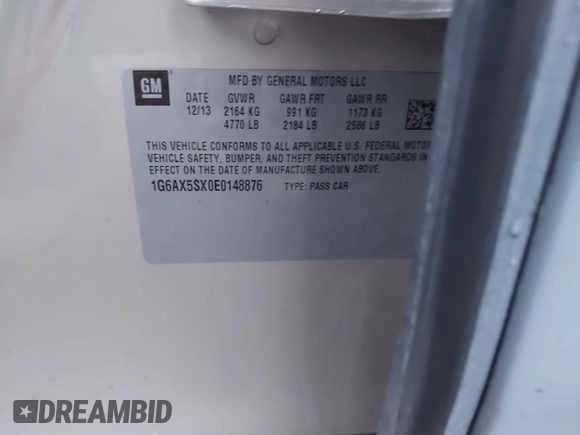 GM
MFD BY GENERAL MOTORS LLC
DATE GVWR GAWR FRT GAWR RR
12/13 2164 KG 991 KG 1173 KG
4770 LB 2184 LB 2586 LB
THIS VEHICLE CONFORMS TO ALL APPLICABLE U.S. FEDERAL MOTOR
VEHICLE SAFETY, BUMPER, AND THEFT PREVENTION STANDARDS IN
EFFECT ON THE DATE OF MANUFACTURE SHOWN ABOVE.
1G6AX5SX0E0148876 TYPE: PASS CAR
DREAMBID